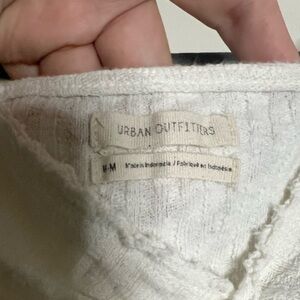 URBAN OUTFITTERS
M-M Made in Indonesia / Fabriqué en Indonésie